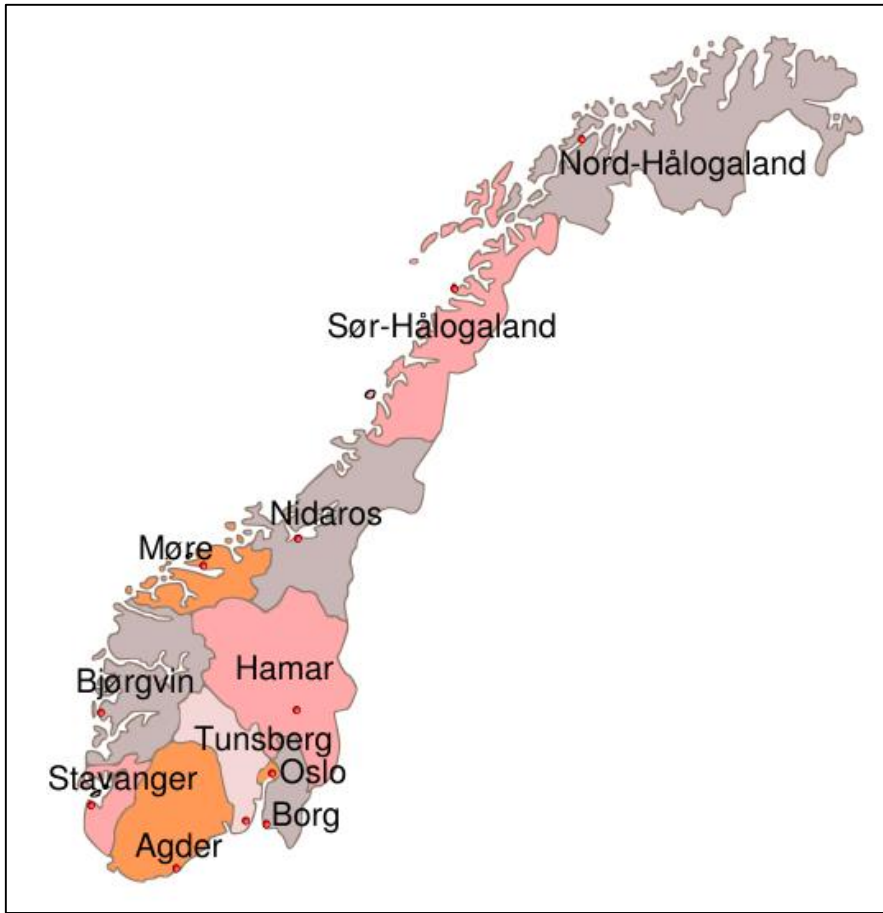 Nord-Hålogaland
Sør-Hålogaland
Nidaros
Møre
Hamar
Bjørgvin
Tunsberg
Stavanger
Oslo
Borg
Agder